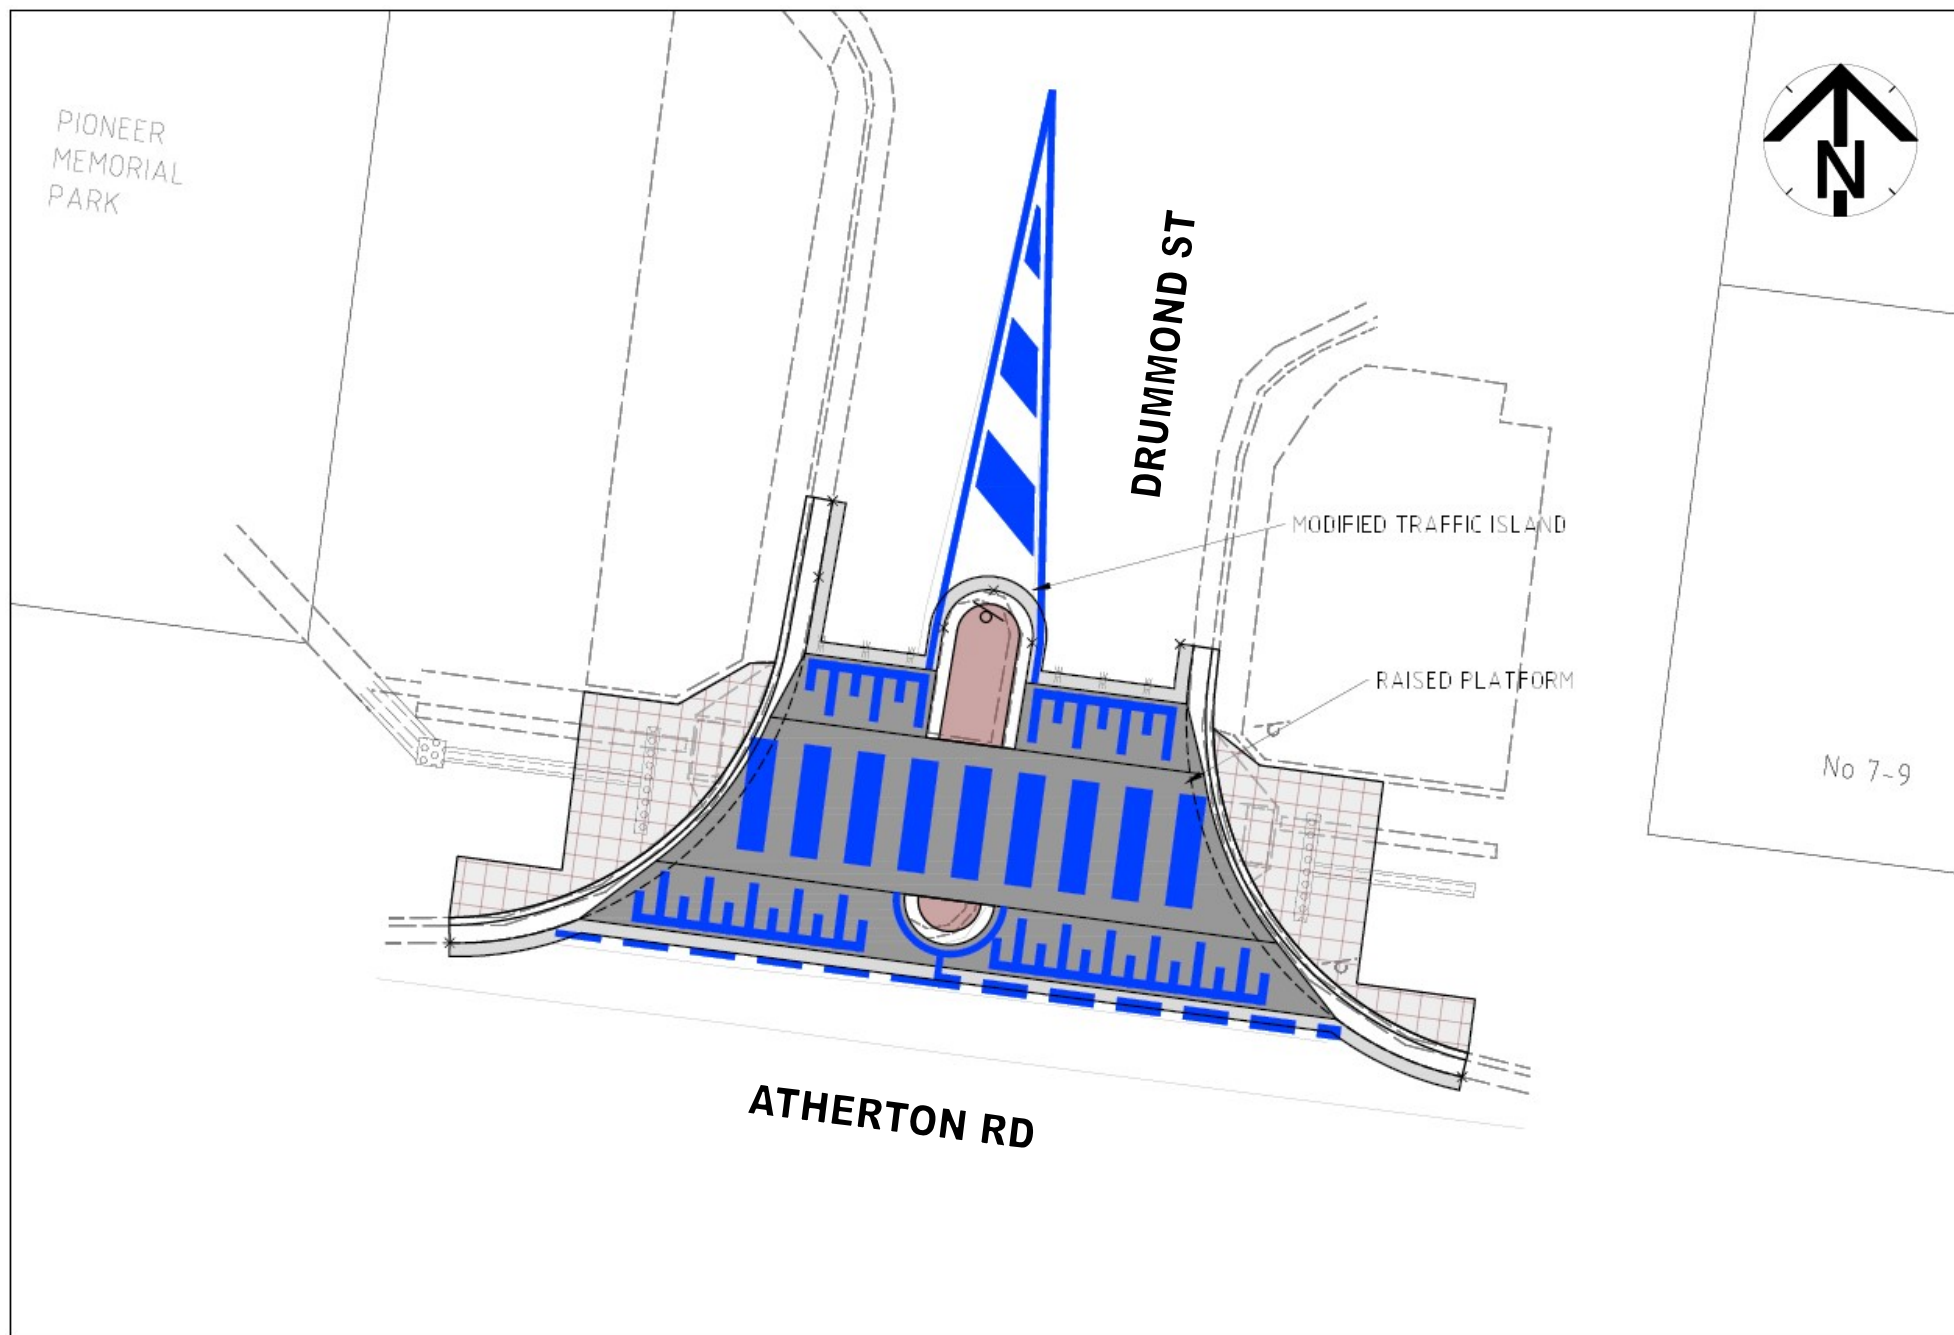 PIONEER
MEMORIAL
PARK
N
DRUMMOND ST
MODIFIED TRAFFIC ISLAND
RAISED PLATFORM
No 7-9
ATHERTON RD